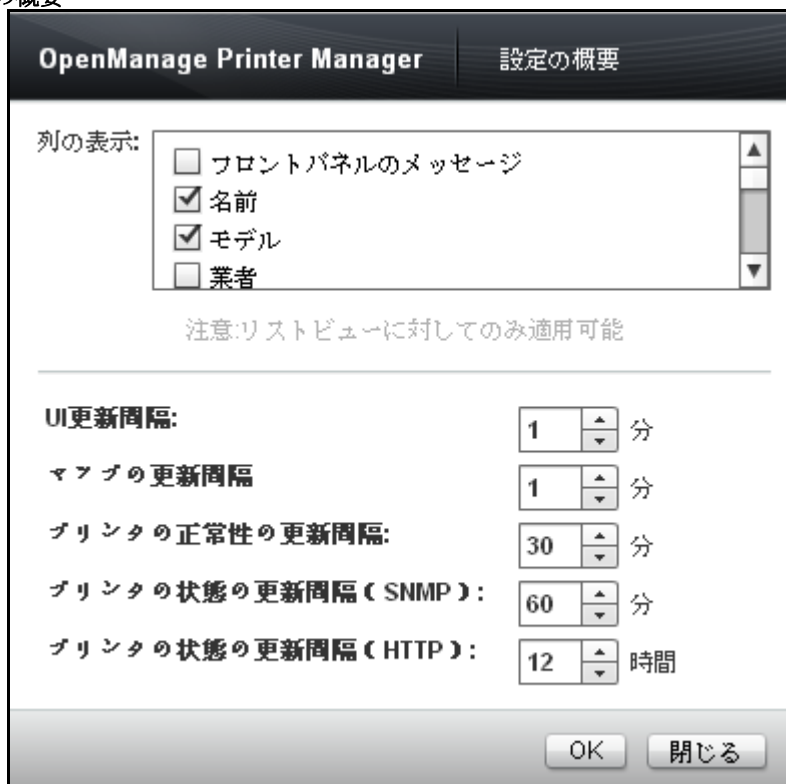 の概要
OpenManage Printer Manager 設定の概要
列の表示:
フロントパネルのメッセージ
名前
モデル
業者
注意:リストビューに対してのみ適用可能
UI更新間隔: 1 分
マップの更新間隔 1 分
プリンタの正常性の更新間隔: 30 分
プリンタの状態の更新間隔(SNMP): 60 分
プリンタの状態の更新間隔(HTTP): 12 時間
OK 閉じる